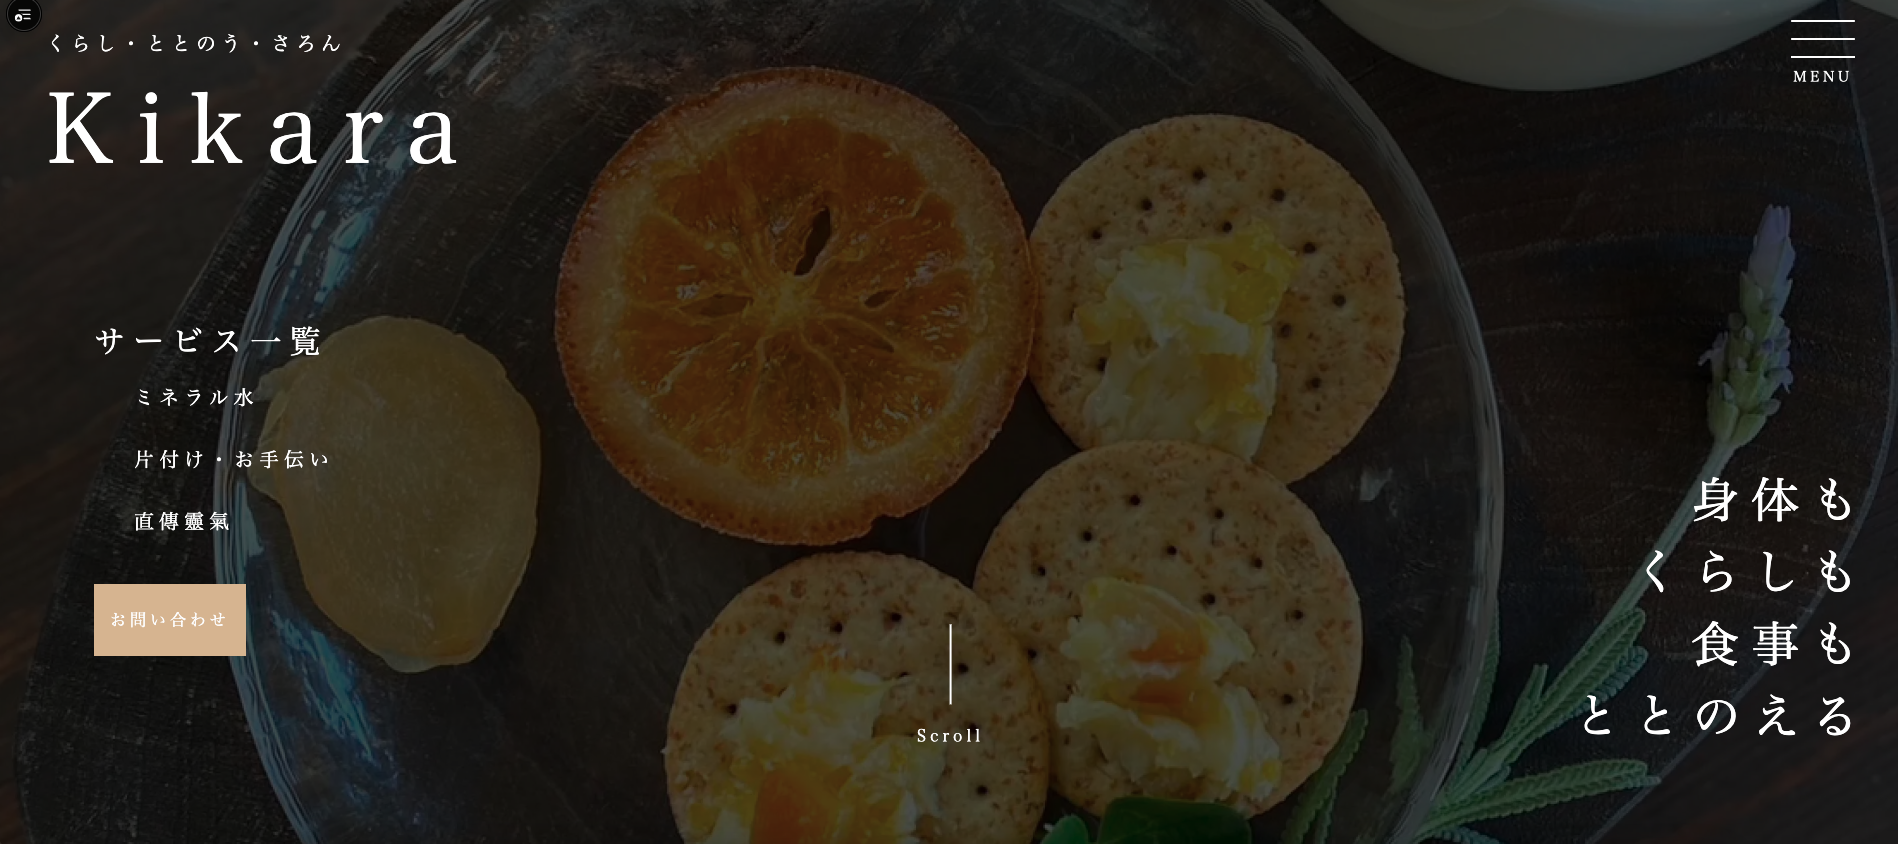 くらし・ととのう・さろん
Kikara
MENU
サービス一覧
ミネラル水
片付け・お手伝い
直傳靈氣
お問い合わせ
Scroll
身体も
くらしも
食事も
ととのえる